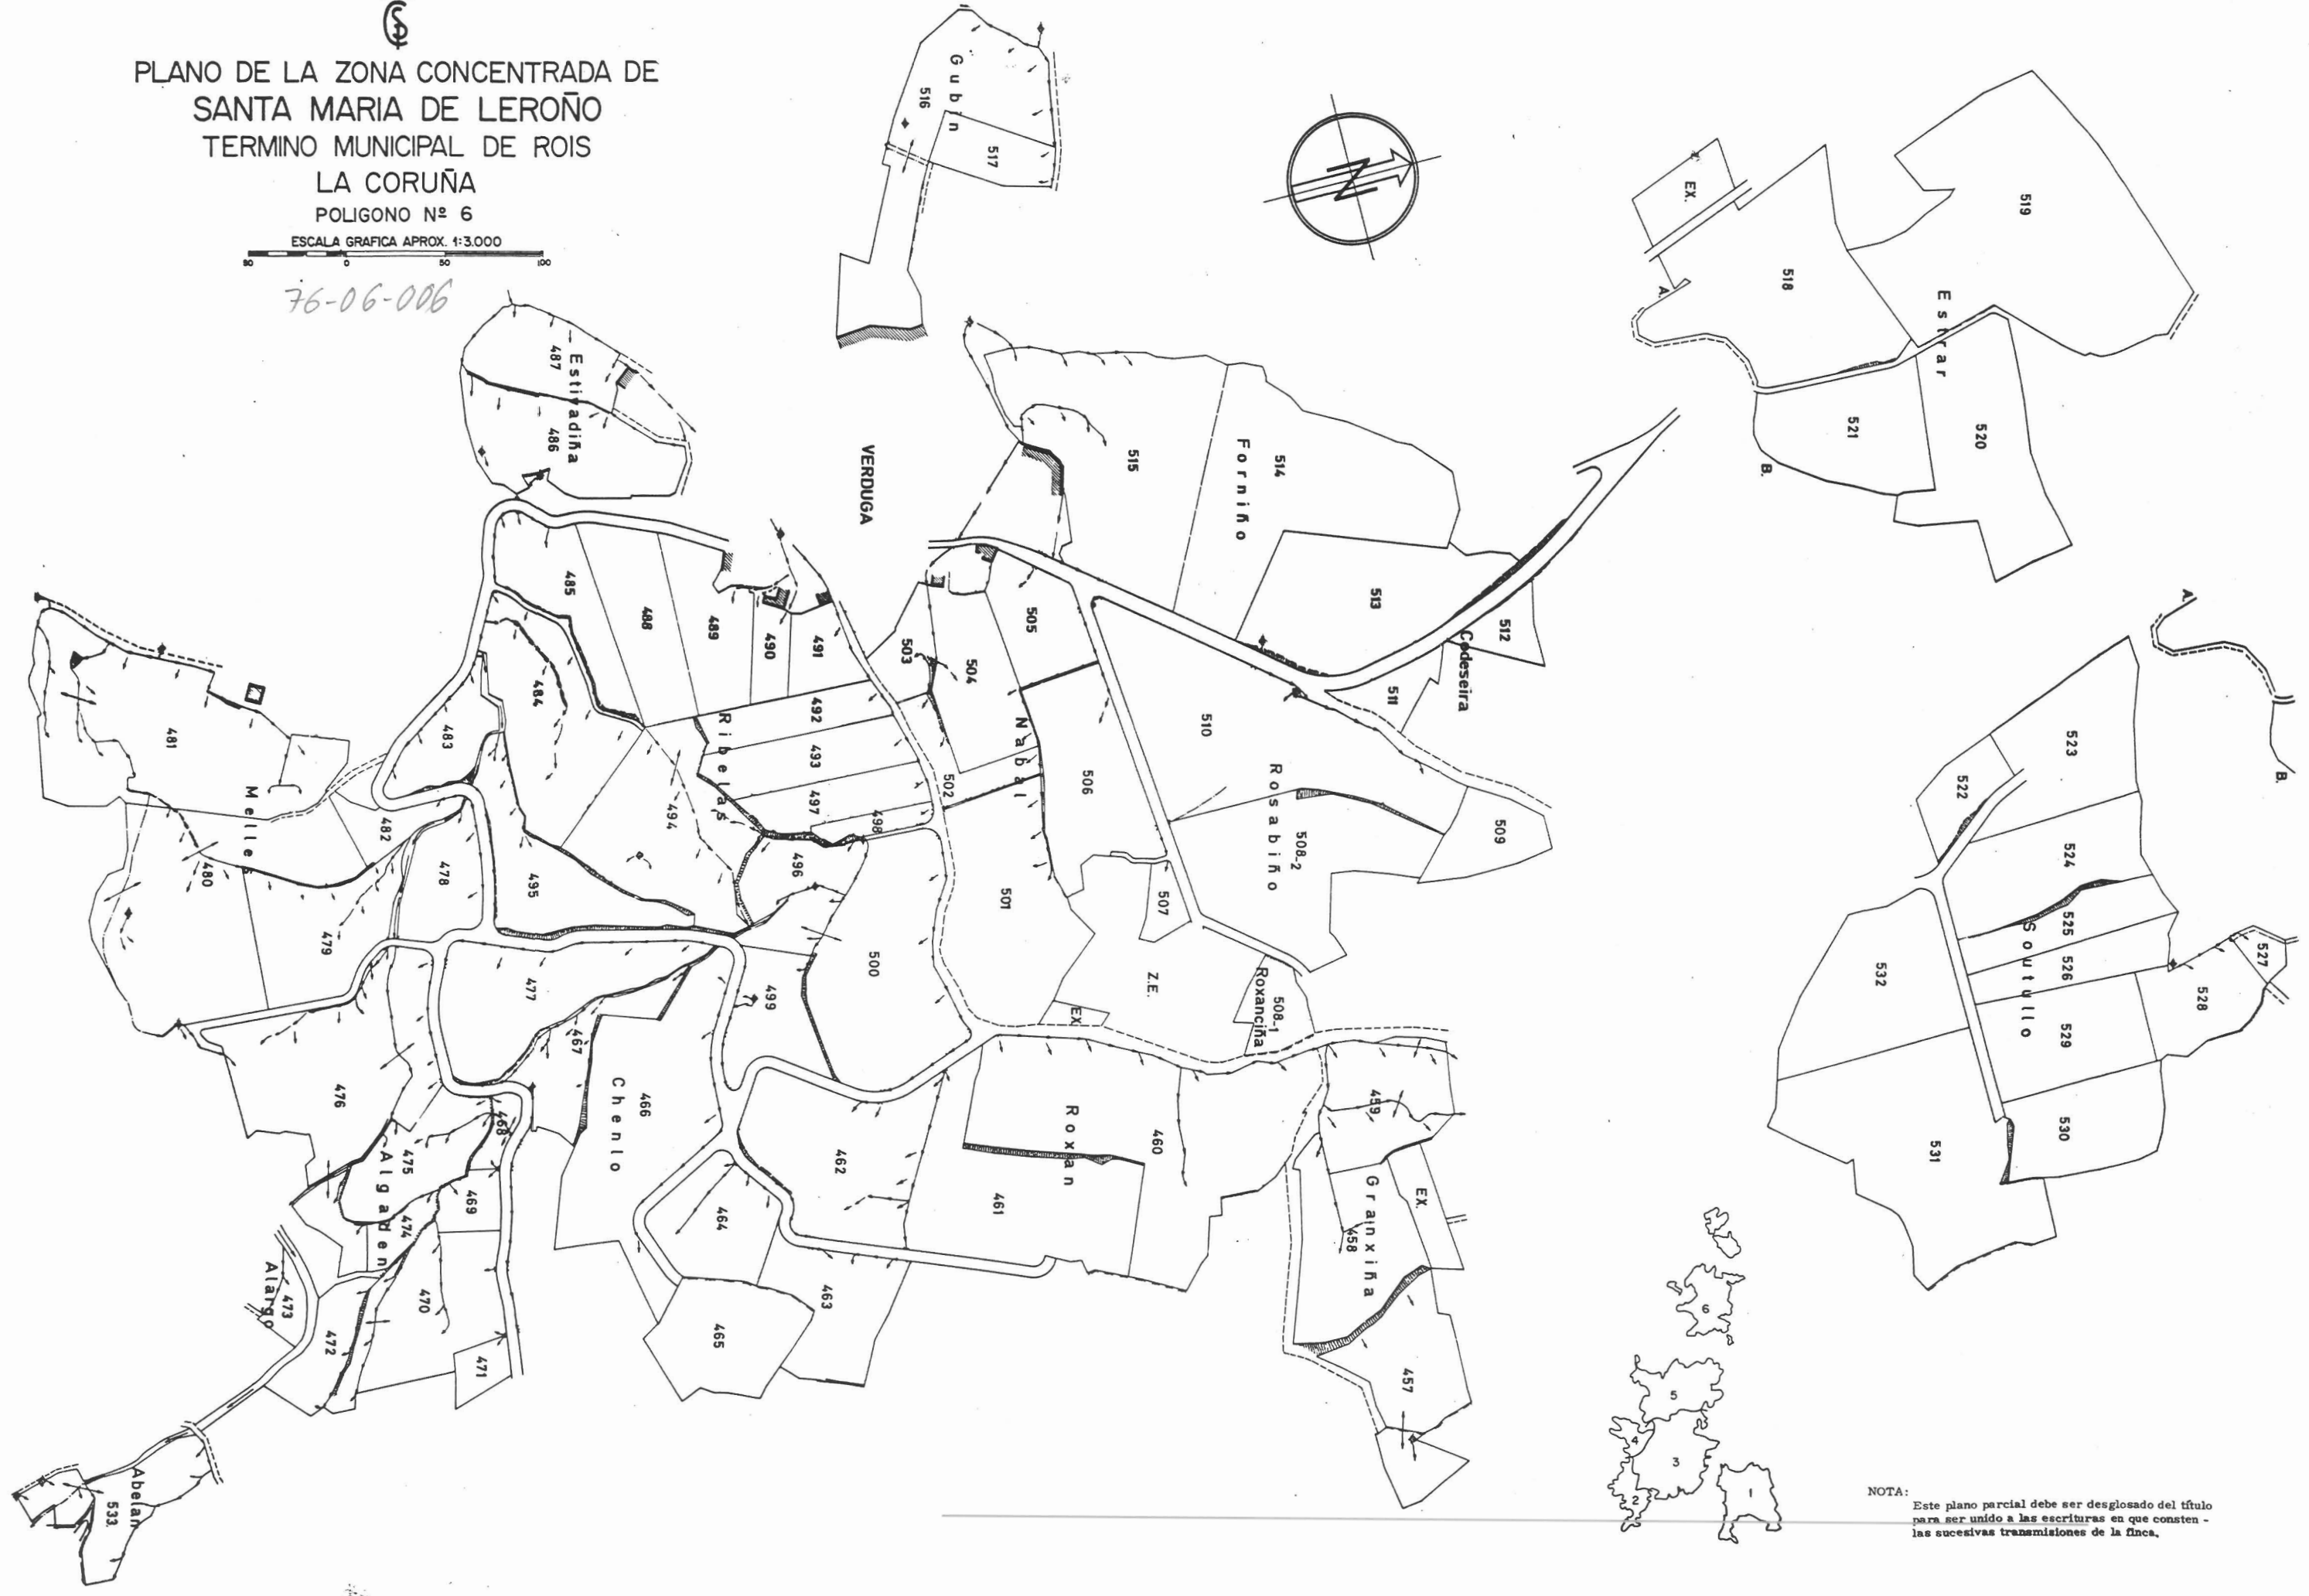 PLANO DE LA ZONA CONCENTRADA DE
SANTA MARIA DE LEROÑO
TERMINO MUNICIPAL DE ROIS
LA CORUÑA
POLIGONO Nº 6
ESCALA GRAFICA APROX. 1:3.000
50 0 50 100
76-06-006
Gubin
516
517
N
EX.
519
518
Estrar
A.
521
520
B.
Estivadiña
487
486
VERDUGA
515
Forniño
514
513
512
Codeseira
511
485
488
489
490
491
503
504
505
484
483
481
Melles
482
480
479
478
495
494
Ribelas
492
493
497
498
496
502
Nabal
506
510
Rosabiño
508-2
509
501
507
Z.E.
EX.
508-1
Roxanciña
500
499
477
467
476
466
Chenlo
468
475
Algaden
474
469
470
471
473
Alargo
472
Abelan
533
462
464
463
465
461
Roxan
460
459
458
Granxiña
EX.
457
A.
B.
523
522
524
525
526
Soutullo
527
528
529
530
532
531
6
5
4
3
2
1
NOTA:
Este plano parcial debe ser desglosado del título
para ser unido a las escrituras en que consten -
las sucesivas transmisiones de la finca.